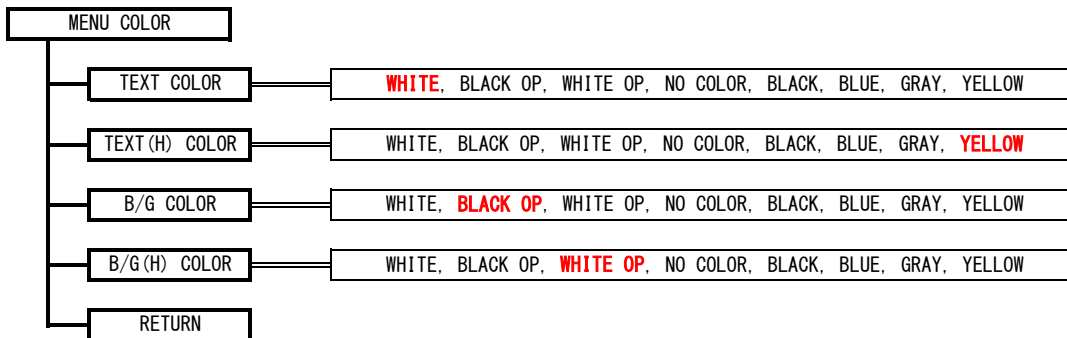 MENU COLOR
TEXT COLOR WHITE, BLACK OP, WHITE OP, NO COLOR, BLACK, BLUE, GRAY, YELLOW
TEXT(H) COLOR WHITE, BLACK OP, WHITE OP, NO COLOR, BLACK, BLUE, GRAY, YELLOW
B/G COLOR WHITE, BLACK OP, WHITE OP, NO COLOR, BLACK, BLUE, GRAY, YELLOW
B/G(H) COLOR WHITE, BLACK OP, WHITE OP, NO COLOR, BLACK, BLUE, GRAY, YELLOW
RETURN